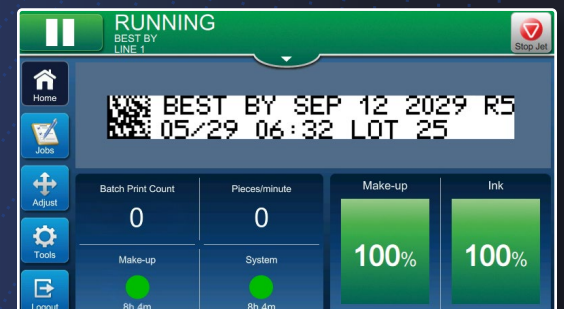 RUNNING
BEST BY
LINE 1
Stop Jet
Home
BEST BY SEP 12 2029 R5
05/29 06:32 LOT 25
Jobs
Adjust
Tools
Logout
Batch Print Count
0
Pieces/minute
0
Make-up
8h 4m
System
8h 4m
Make-up
100%
Ink
100%